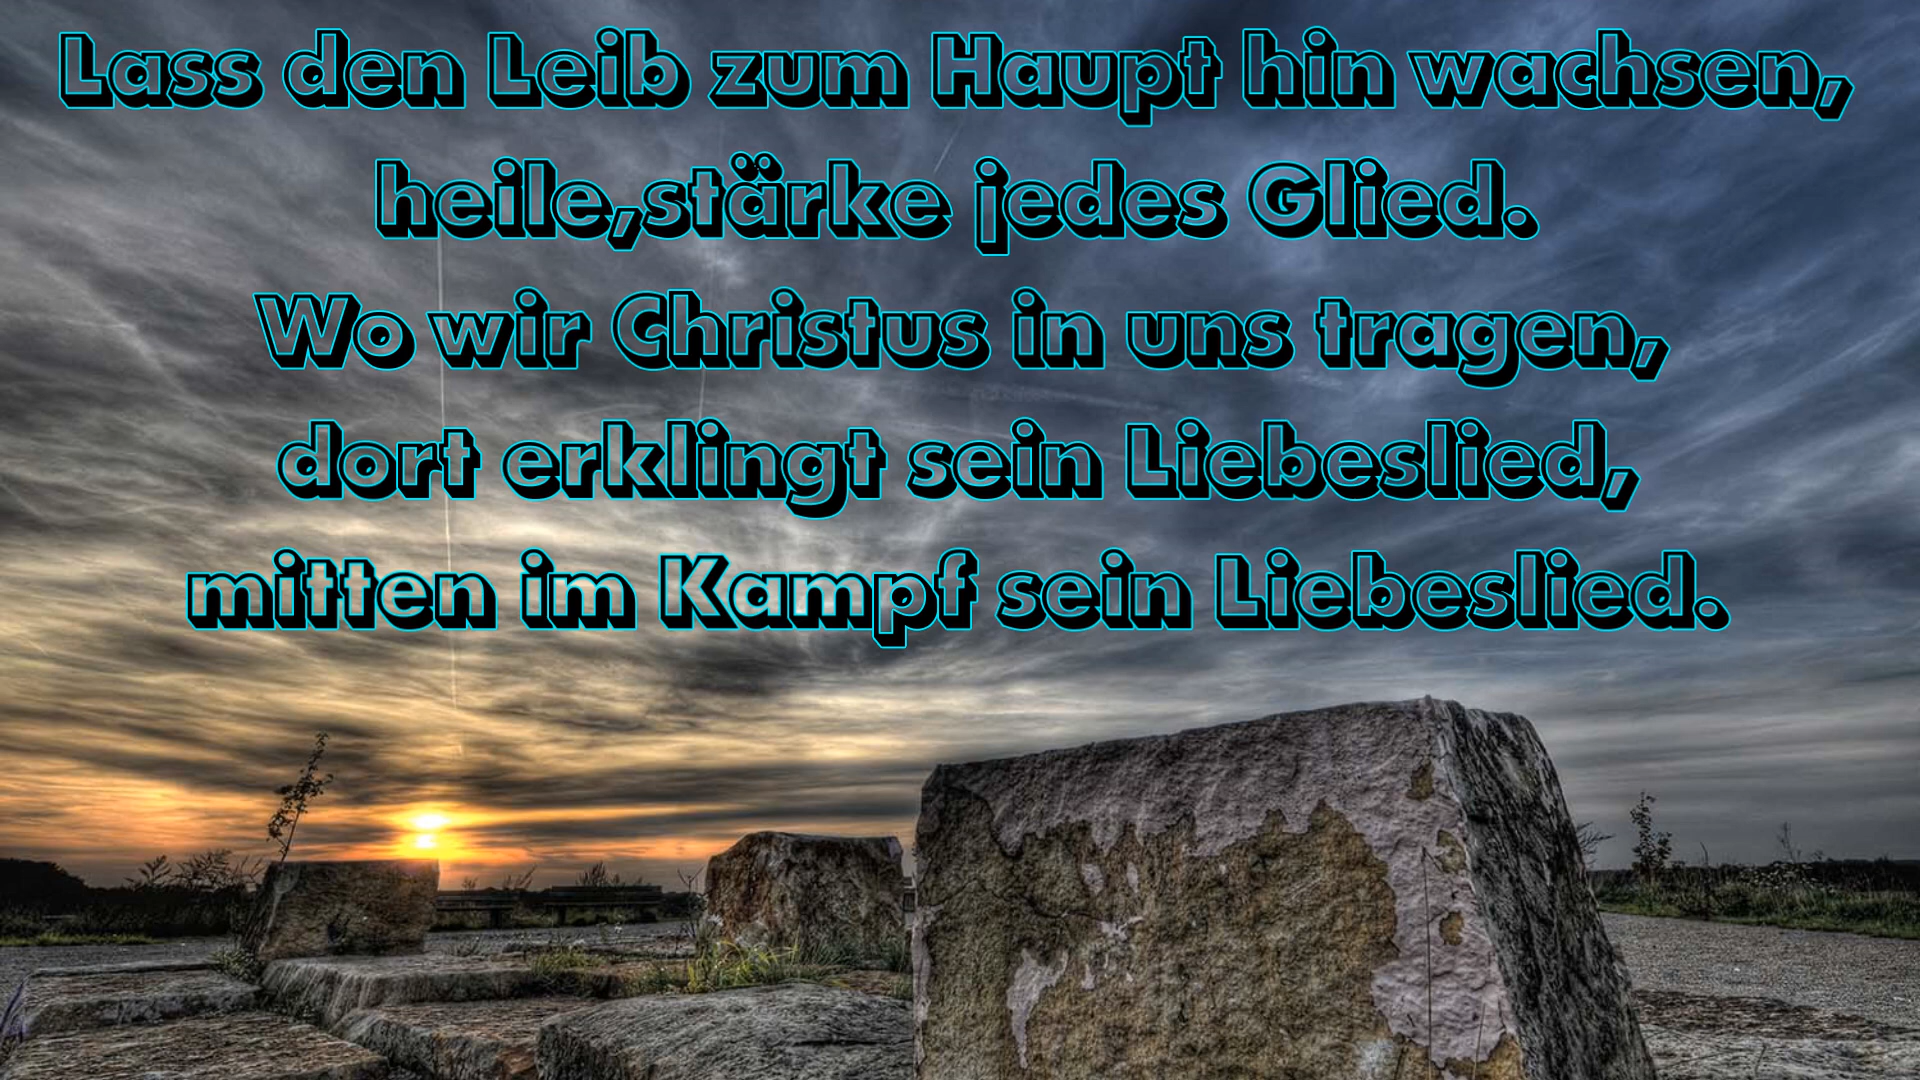 Lass den Leib zum Haupt hin wachsen,
heile,stärke jedes Glied.
Wo wir Christus in uns tragen,
dort erklingt sein Liebeslied,
mitten im Kampf sein Liebeslied.